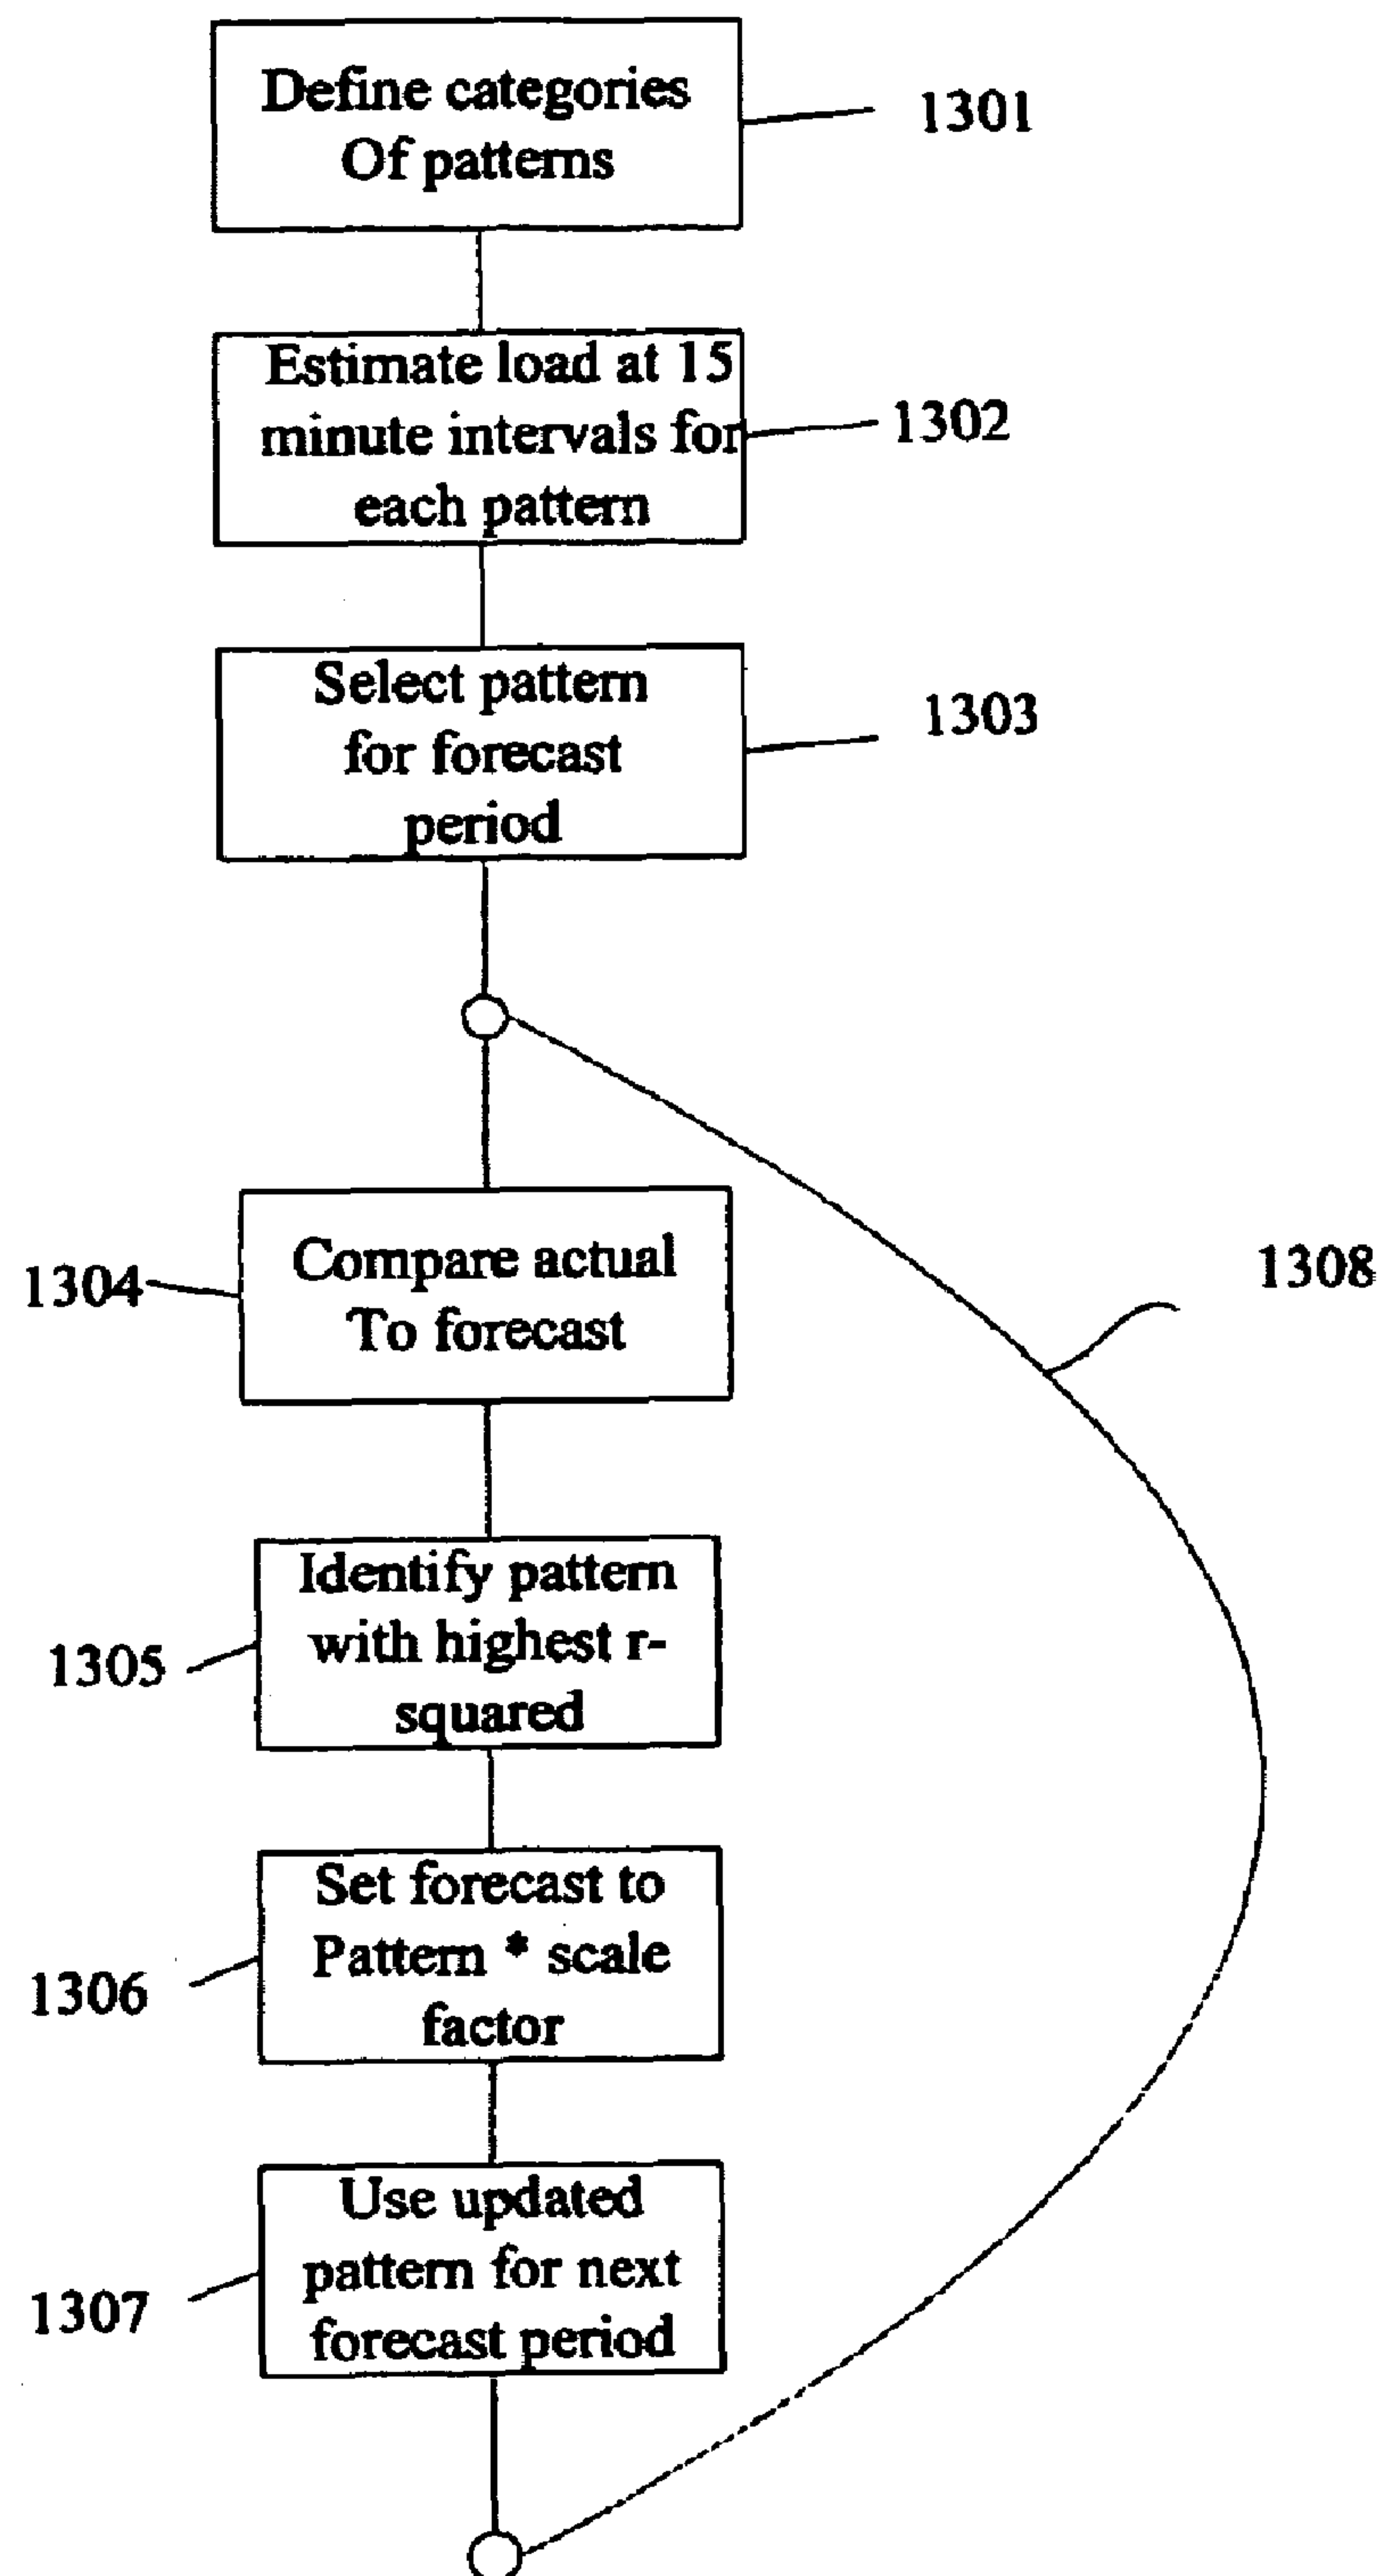 Define categories
Of patterns
1301
Estimate load at 15
minute intervals for
each pattern
1302
Select pattern
for forecast
period
1303
Compare actual
To forecast
1304
1308
Identify pattern
with highest r-
squared
1305
Set forecast to
Pattern * scale
factor
1306
Use updated
pattern for next
forecast period
1307